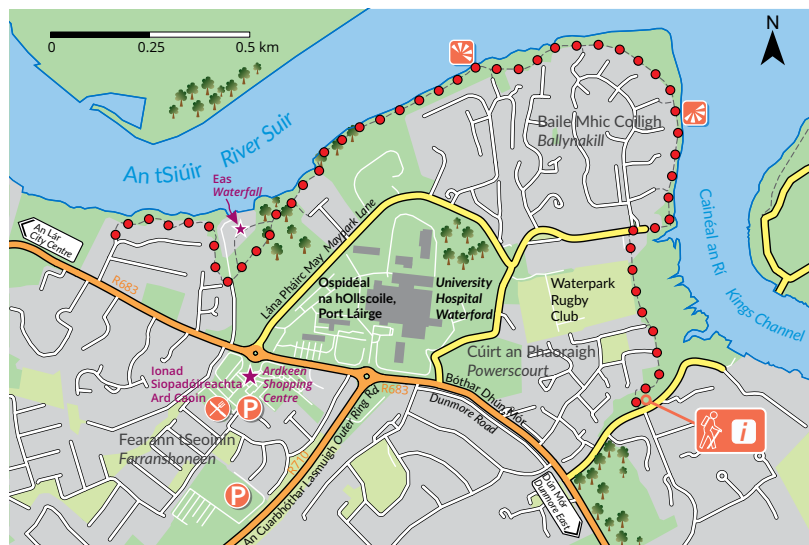 0
0.25
0.5 km
N
An tSiúir
River Suir
Eas
Waterfall
Baile Mhic Coiligh
Ballynakill
An Lár
City Centre
R683
Lána Pháirc May
Maypark Lane
Ospidéal
na hOllscoile,
Port Láirge
University
Hospital
Waterford
Waterpark
Rugby
Club
Cainéal an Rí
Kings Channel
Cúirt an Phaoraigh
Powerscourt
Ionad
Siopadóireachta
Ard Caoin
Ardkeen
Shopping
Centre
P
R683
Bóthar Dhún Mór
Dunmore Road
Fearann tSeoinín
Farranshoneen
P
R710
An Cuarbhóthar Lasmuigh
Outer Ring Rd
i
Dún Mór
Dunmore East